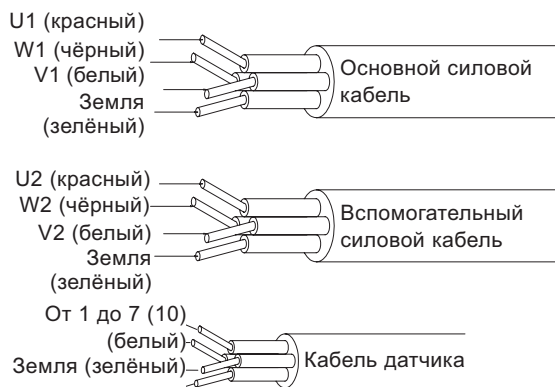 U1 (красный)
W1 (чёрный)
V1 (белый)
Земля
(зелёный)
Основной силовой
кабель
U2 (красный)
W2 (чёрный)
V2 (белый)
Земля
(зелёный)
Вспомогательный
силовой кабель
От 1 до 7 (10)
(белый)
Земля (зелёный)
Кабель датчика